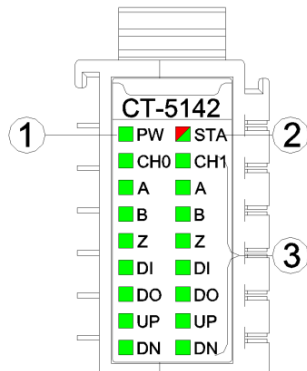 CT-5142
1 PW STA 2
CH0 CH1
A A
B B
Z Z
3
DI DI
DO DO
UP UP
DN DN